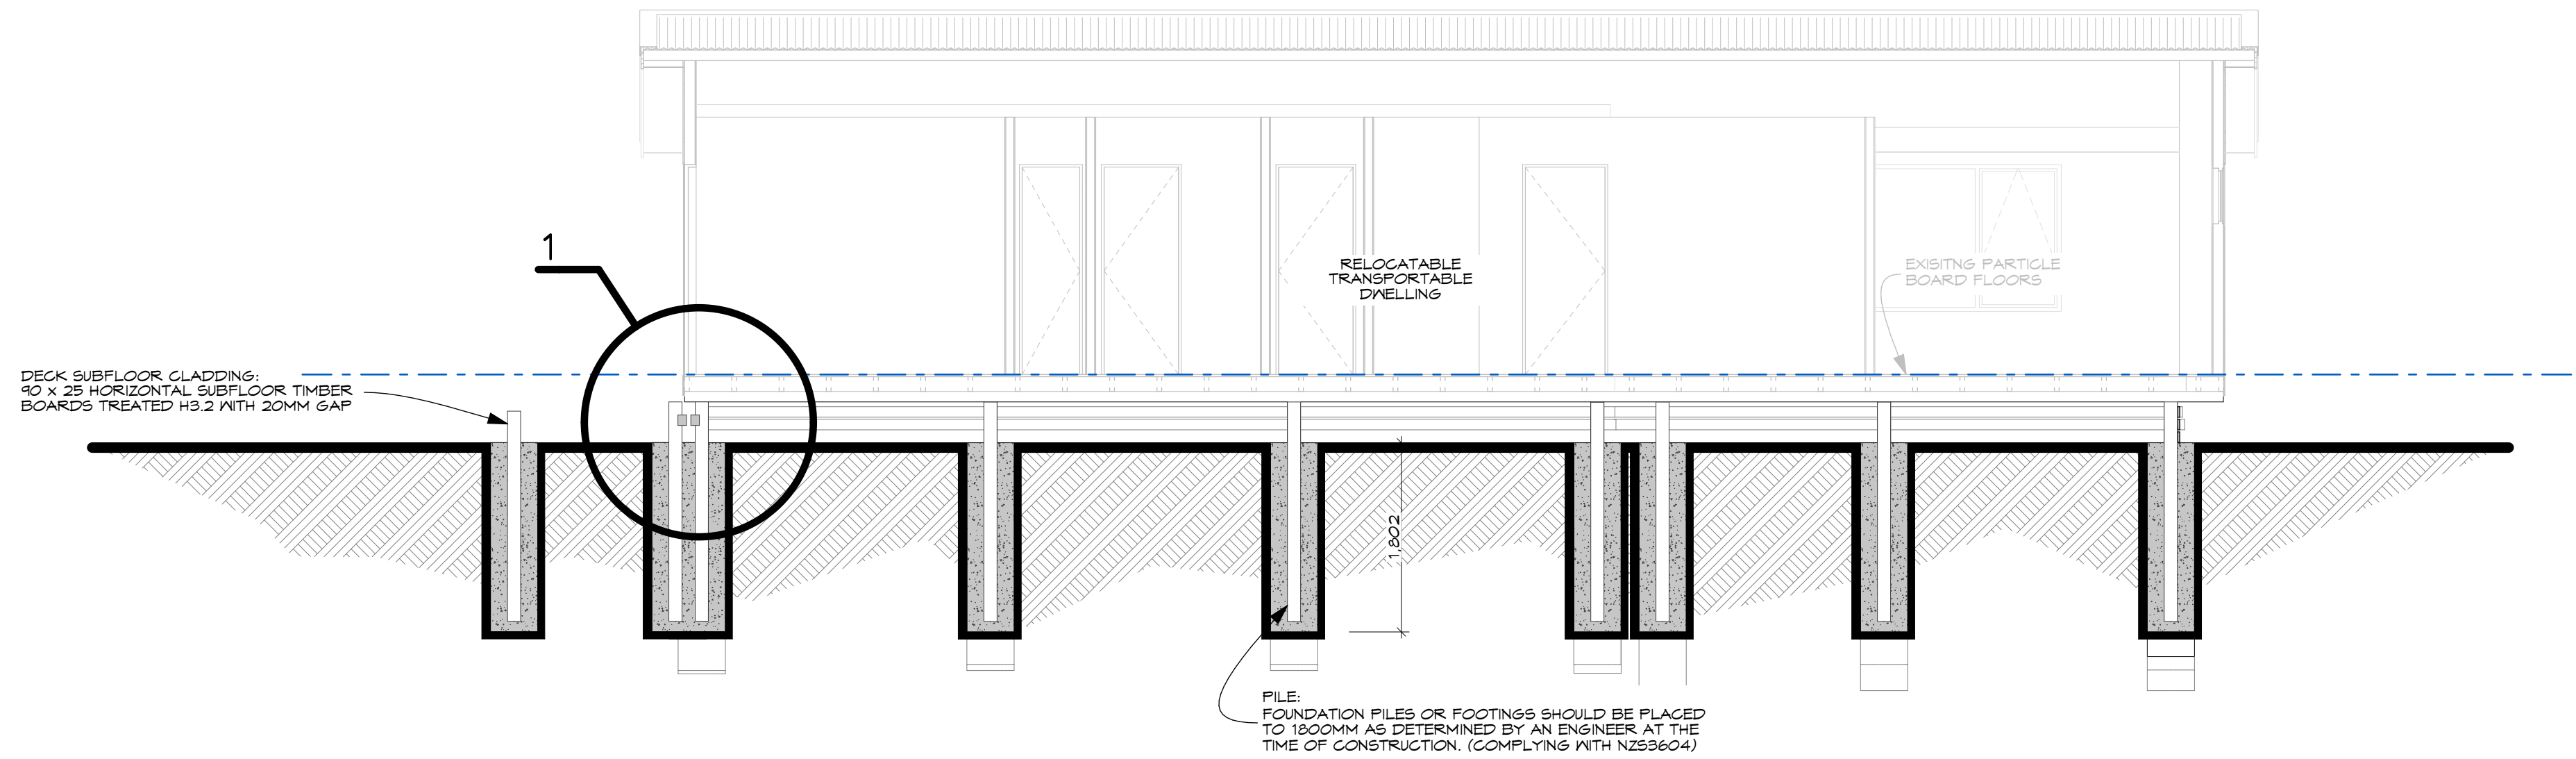 1
RELOCATABLE
TRANSPORTABLE
DWELLING
EXISITNG PARTICLE
BOARD FLOORS
DECK SUBFLOOR CLADDING:
90 x 25 HORIZONTAL SUBFLOOR TIMBER
BOARDS TREATED H3.2 WITH 20MM GAP
1,802
PILE:
FOUNDATION PILES OR FOOTINGS SHOULD BE PLACED
TO 1800MM AS DETERMINED BY AN ENGINEER AT THE
TIME OF CONSTRUCTION. (COMPLYING WITH NZS3604)